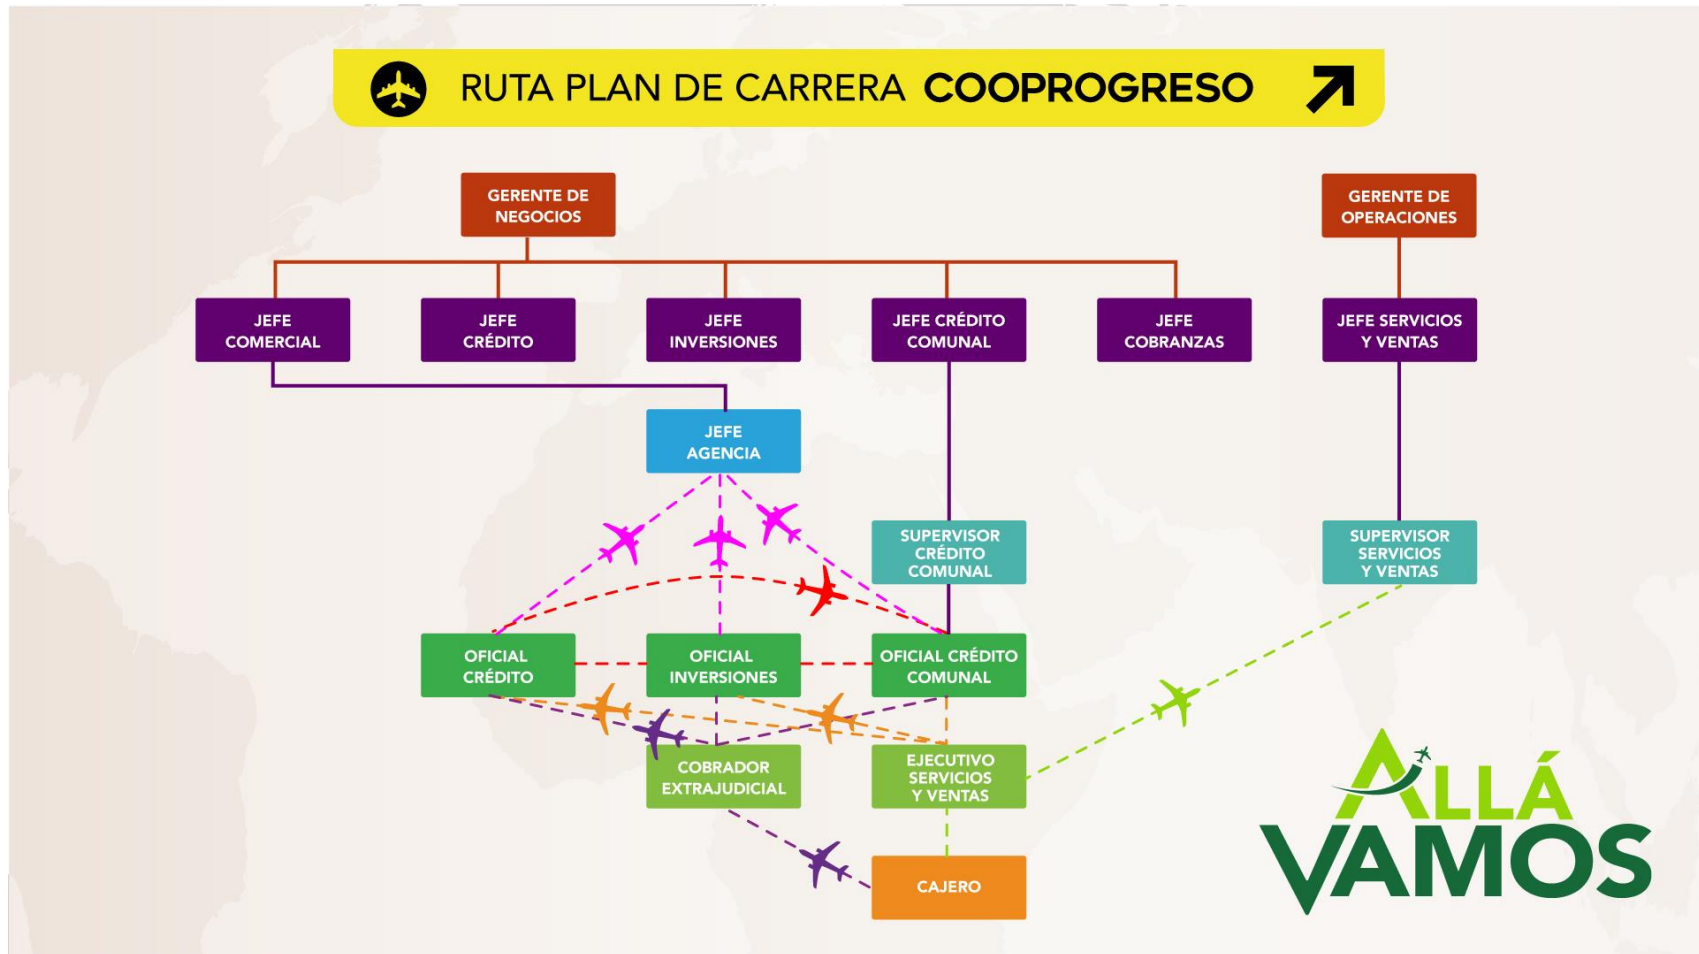 RUTA PLAN DE CARRERA COOPROGRESO
GERENTE DE
NEGOCIOS
GERENTE DE
OPERACIONES
JEFE
COMERCIAL
JEFE
CRÉDITO
JEFE
INVERSIONES
JEFE CRÉDITO
COMUNAL
JEFE
COBRANZAS
JEFE SERVICIOS
Y VENTAS
JEFE
AGENCIA
SUPERVISOR
CRÉDITO
COMUNAL
SUPERVISOR
SERVICIOS
Y VENTAS
OFICIAL
CRÉDITO
OFICIAL
INVERSIONES
OFICIAL CRÉDITO
COMUNAL
COBRADOR
EXTRAJUDICIAL
EJECUTIVO
SERVICIOS
Y VENTAS
CAJERO
ALLÁ
VAMOS